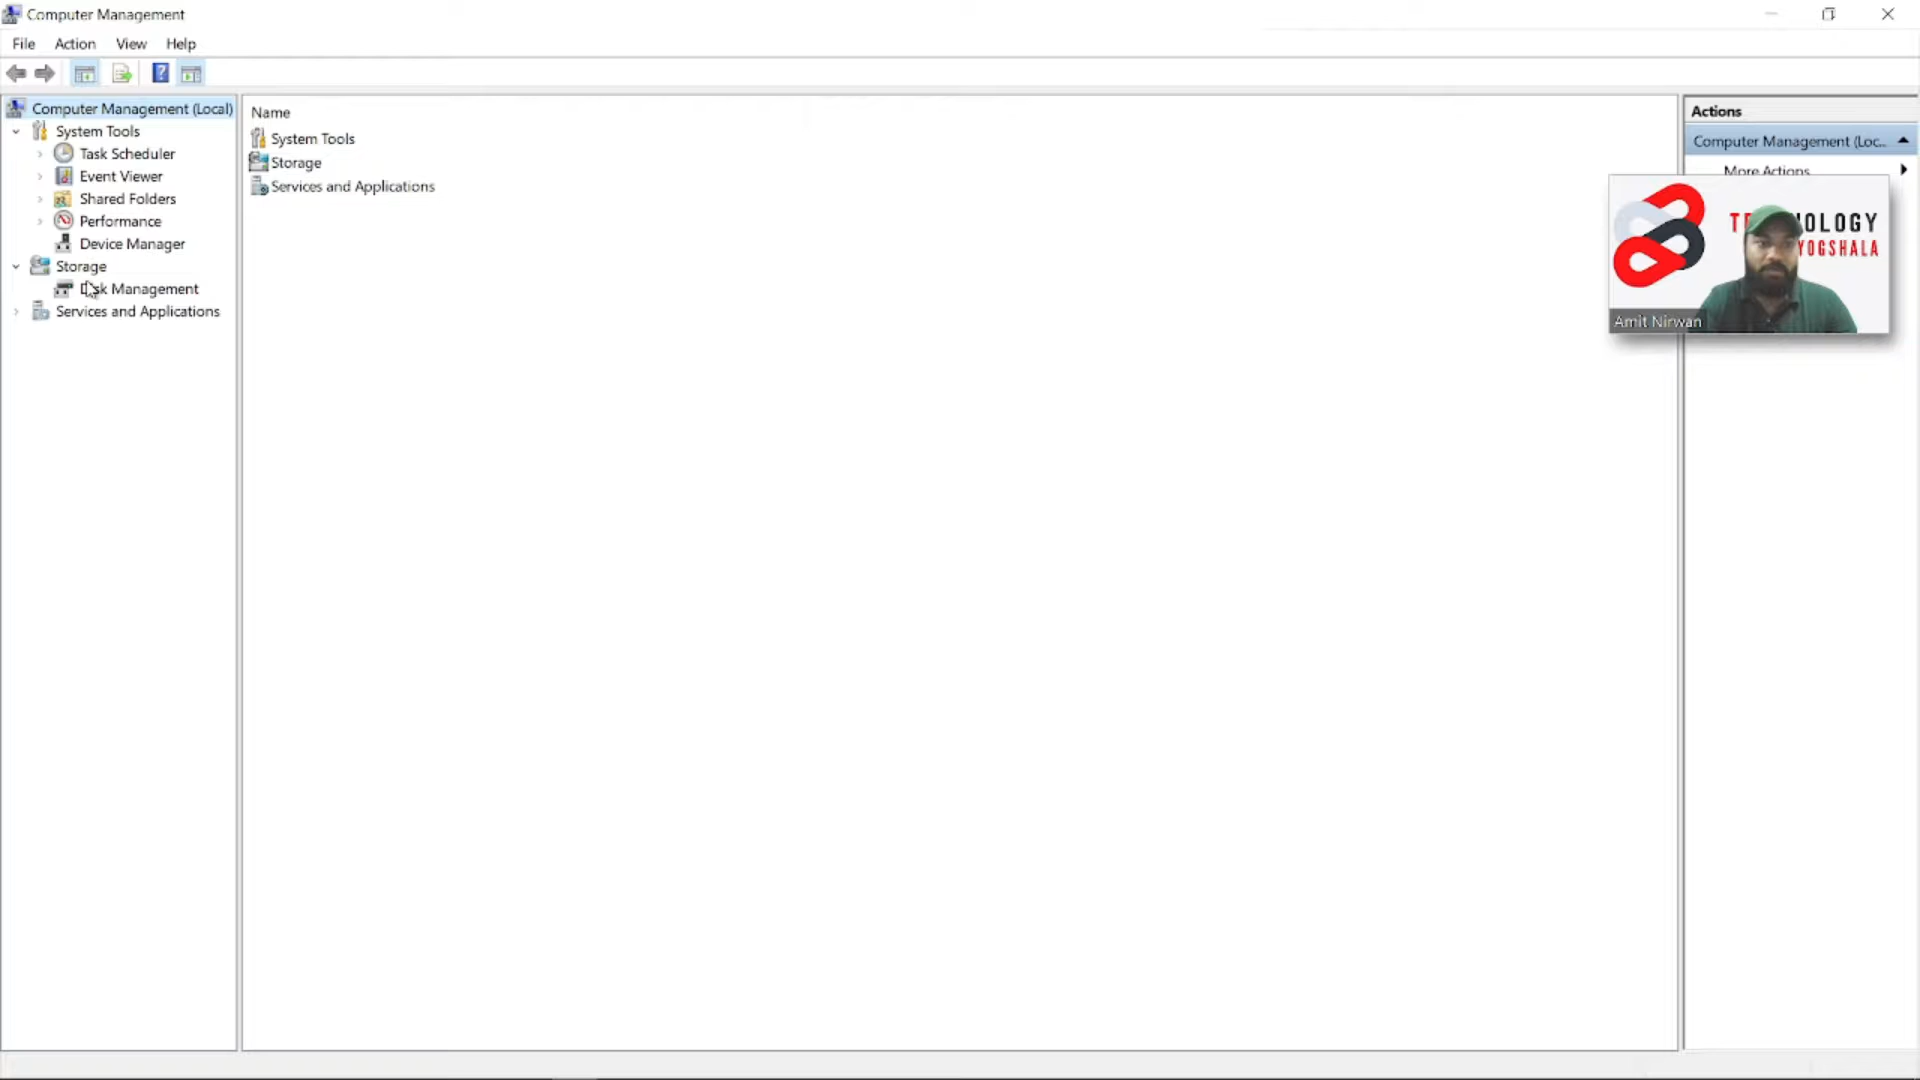 Computer Management
File Action View Help
Computer Management (Local)
System Tools
Task Scheduler
Event Viewer
Shared Folders
Performance
Device Manager
Storage
Disk Management
Services and Applications
Name
System Tools
Storage
Services and Applications
Actions
Computer Management (Loc...
More Actions
YOGSHALA
Amit Nirwan